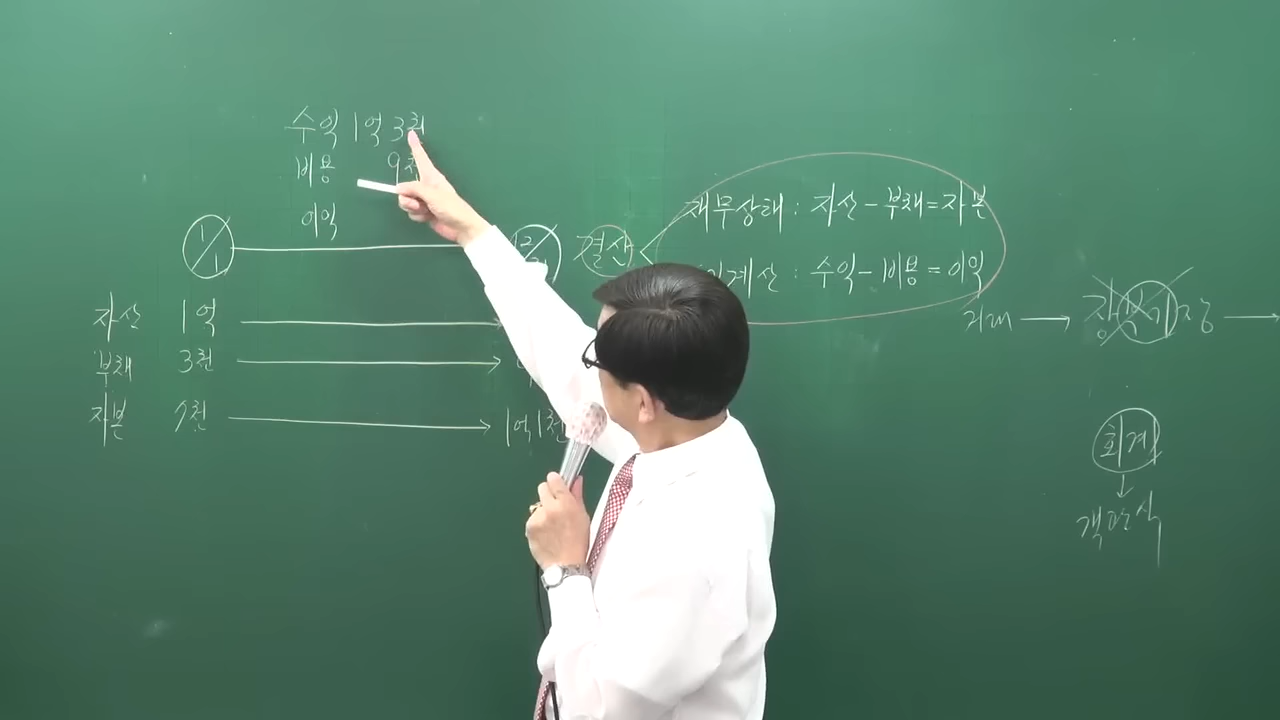 수익 1억 3천
비용 9천
이익
1/1
결산 <
재무상태 : 자산 - 부채 = 자본
계산 : 수익 - 비용 = 이익
자산 1억 →
부채 3천 →
자본 7천 → 1억 1천
거래 → →
회계
↓
객관식